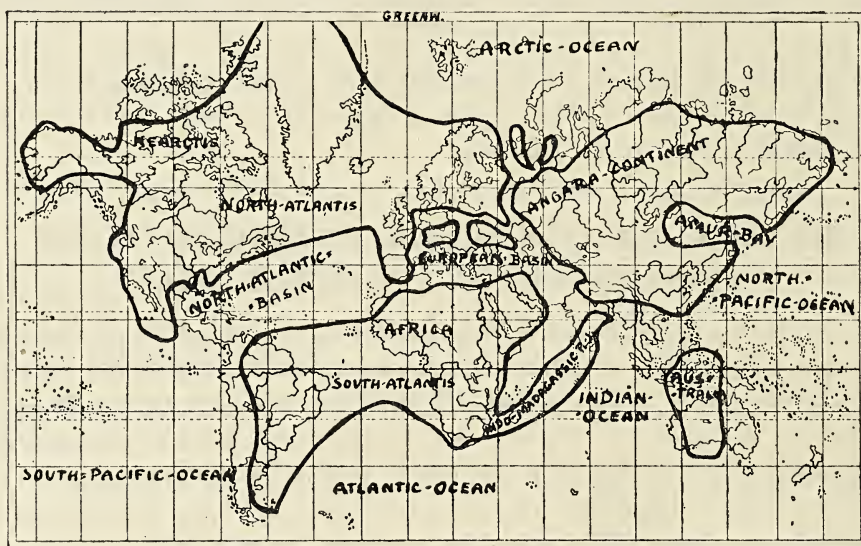 GREENW.
ARCTIC-OCEAN
NEARCTIS
ANGARA-CONTINENT
NORTH-ATLANTIS
AMUR-BAY
EUROPEAN-BASIN
NORTH-ATLANTIC-
-BASIN
NORTH-
-PACIFIC-OCEAN
AFRICA
SOUTH-ATLANTIS
AUS-
TRALIA
INDIAN-
-OCEAN
INDO-MADAGASSIC
SOUTH-PACIFIC-OCEAN
ATLANTIC-OCEAN